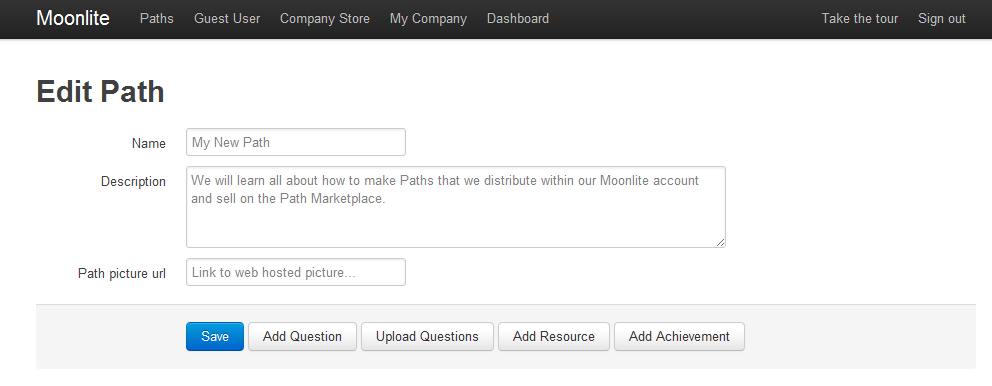 Moonlite Paths Guest User Company Store My Company Dashboard Take the tour Sign out
Edit Path
Name My New Path
Description We will learn all about how to make Paths that we distribute within our Moonlite account
and sell on the Path Marketplace.
Path picture url Link to web hosted picture...
Save Add Question Upload Questions Add Resource Add Achievement